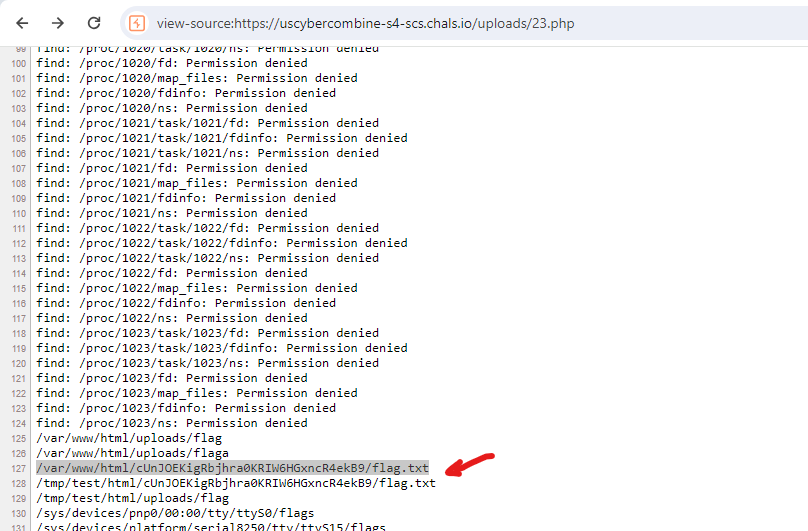 view-source:https://uscybercombine-s4-scs.chals.io/uploads/23.php
99 find: /proc/1020/task/1020/ns: Permission denied
100 find: /proc/1020/fd: Permission denied
101 find: /proc/1020/map_files: Permission denied
102 find: /proc/1020/fdinfo: Permission denied
103 find: /proc/1020/ns: Permission denied
104 find: /proc/1021/task/1021/fd: Permission denied
105 find: /proc/1021/task/1021/fdinfo: Permission denied
106 find: /proc/1021/task/1021/ns: Permission denied
107 find: /proc/1021/fd: Permission denied
108 find: /proc/1021/map_files: Permission denied
109 find: /proc/1021/fdinfo: Permission denied
110 find: /proc/1021/ns: Permission denied
111 find: /proc/1022/task/1022/fd: Permission denied
112 find: /proc/1022/task/1022/fdinfo: Permission denied
113 find: /proc/1022/task/1022/ns: Permission denied
114 find: /proc/1022/fd: Permission denied
115 find: /proc/1022/map_files: Permission denied
116 find: /proc/1022/fdinfo: Permission denied
117 find: /proc/1022/ns: Permission denied
118 find: /proc/1023/task/1023/fd: Permission denied
119 find: /proc/1023/task/1023/fdinfo: Permission denied
120 find: /proc/1023/task/1023/ns: Permission denied
121 find: /proc/1023/fd: Permission denied
122 find: /proc/1023/map_files: Permission denied
123 find: /proc/1023/fdinfo: Permission denied
124 find: /proc/1023/ns: Permission denied
125 /var/www/html/uploads/flag
126 /var/www/html/uploads/flaga
127 /var/www/html/cUnJOEKigRbjhra0KRIW6HGxncR4ekB9/flag.txt
128 /tmp/test/html/cUnJOEKigRbjhra0KRIW6HGxncR4ekB9/flag.txt
129 /tmp/test/html/uploads/flag
130 /sys/devices/pnp0/00:00/tty/ttyS0/flags
131 /sys/devices/platform/serial8250/tty/ttyS15/flags